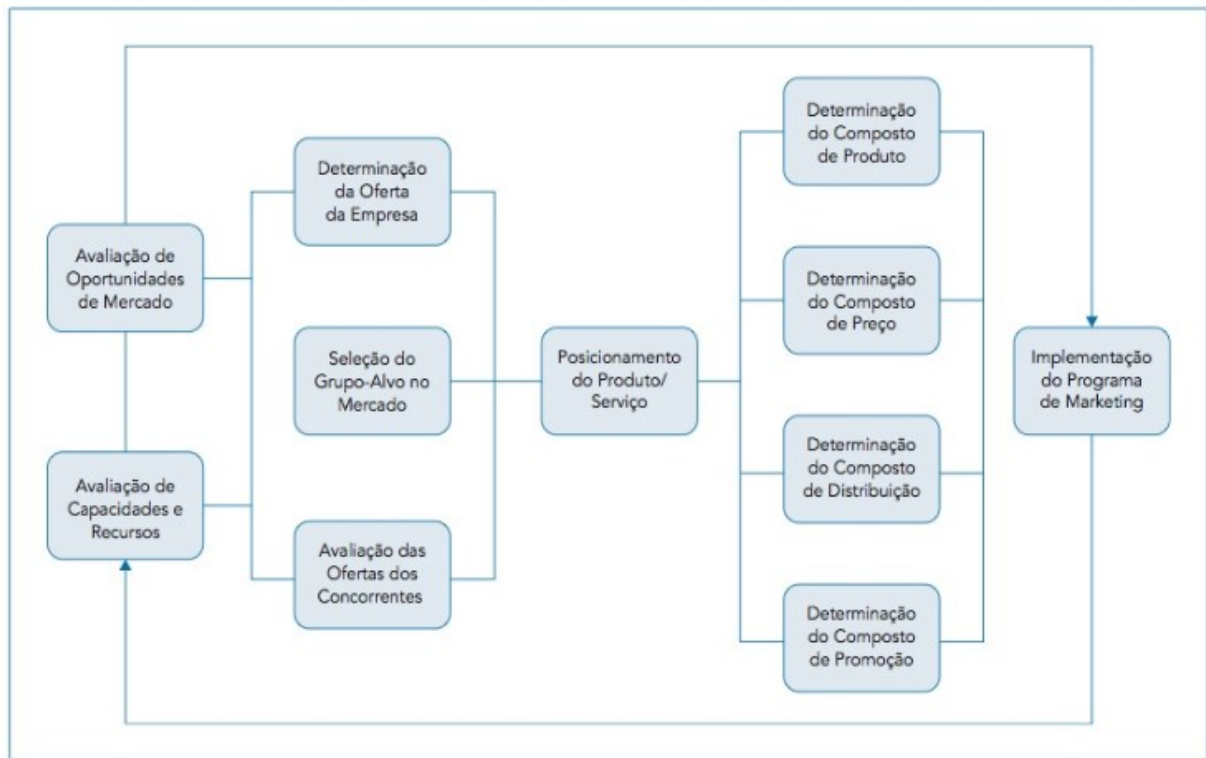 Avaliação de
Oportunidades
de Mercado
Avaliação de
Capacidades e
Recursos
Determinação
da Oferta
da Empresa
Seleção do
Grupo-Alvo no
Mercado
Avaliação das
Ofertas dos
Concorrentes
Posicionamento
do Produto/
Serviço
Determinação
do Composto
de Produto
Determinação
do Composto
de Preço
Determinação
do Composto
de Distribuição
Determinação
do Composto
de Promoção
Implementação
do Programa
de Marketing